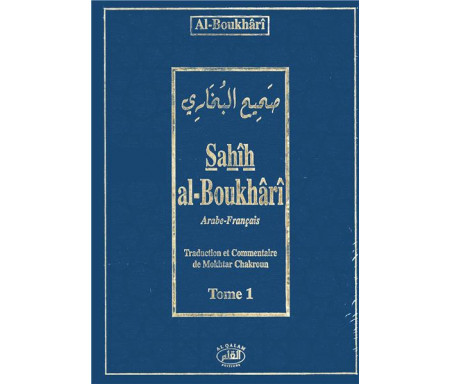 Al-Boukhârî
صَحِيح البُخَارِي
Sahîh
al-Boukhârî
Arabe-Français
Traduction et Commentaire
de Mokhtar Chakroun
Tome 1
AL QALAM
القلم
EDITIONS